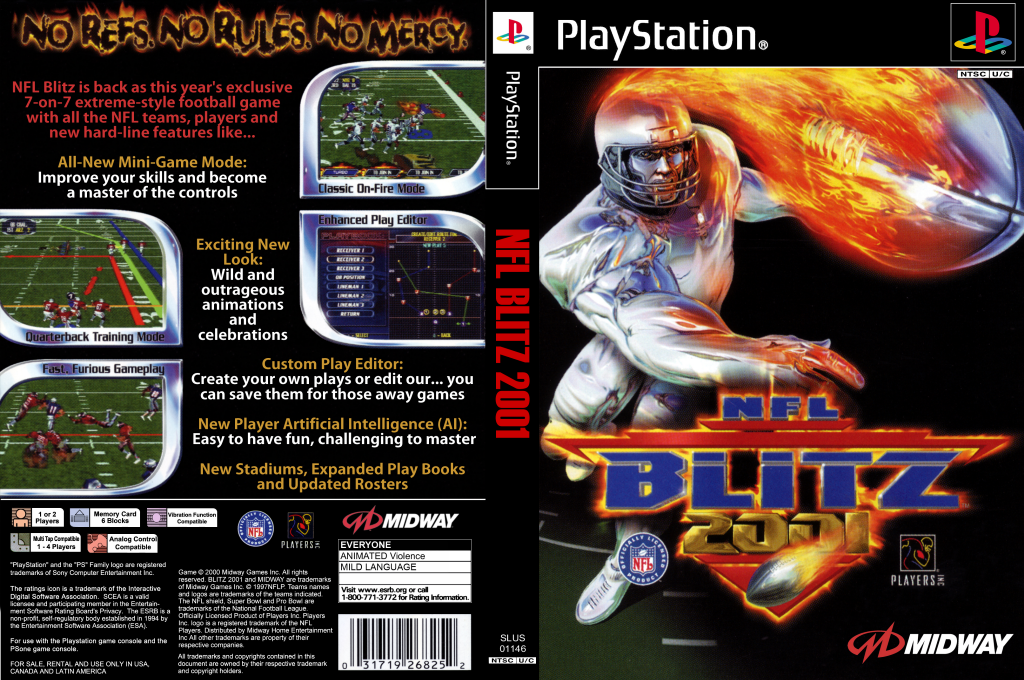 NO REFS. NO RULES. NO MERCY.
NFL Blitz is back as this year's exclusive
7-on-7 extreme-style football game
with all the NFL teams, players and
new hard-line features like...
All-New Mini-Game Mode:
Improve your skills and become
a master of the controls
Classic On-Fire Mode
Quarterback Training Mode
Exciting New
Look:
Wild and
outrageous
animations
and
celebrations
Enhanced Play Editor
RECEIVER 1
RECEIVER 2
RECEIVER 3
QB POSITION
LINEMAN 1
LINEMAN 2
LINEMAN 3
RETURN
Fast, Furious Gameplay
Custom Play Editor:
Create your own plays or edit our... you
can save them for those away games
New Player Artificial Intelligence (AI):
Easy to have fun, challenging to master
New Stadiums, Expanded Play Books
and Updated Rosters
1 or 2
Players
Memory Card
6 Blocks
Vibration Function
Compatible
Multi Tap Compatible
1 - 4 Players
Analog Control
Compatible
OFFICIALLY LICENSED
NFL
PRODUCT
PLAYERS INC
MIDWAY
"PlayStation" and the "PS" Family logo are registered
trademarks of Sony Computer Entertainment Inc.
The ratings icon is a trademark of the Interactive
Digital Software Association. SCEA is a valid
licensee and participating member in the Entertain-
ment Software Rating Board's Privacy. The ESRB is a
non-profit, self-regulatory body established in 1994 by
the Entertainment Software Association (ESA).
For use with the Playstation game console and the
PSone game console.
FOR SALE, RENTAL AND USE ONLY IN USA,
CANADA AND LATIN AMERICA
Game © 2000 Midway Games Inc. All rights
reserved. BLITZ 2001 and MIDWAY are trademarks
of Midway Games Inc. © 1997NFLP. Teams names
and logos are trademarks of the teams indicated.
The NFL shield, Super Bowl and Pro Bowl are
trademarks of the National Football League.
Officially Licensed Product of Players Inc. Players
Inc. logo is a registered trademark of the NFL
Players. Distributed by Midway Home Entertainment
Inc All other trademarks are property of their
respective companies.
All trademarks and copyrights contained in this
document are owned by their respective trademark
and copyright holders.
EVERYONE
ANIMATED Violence
MILD LANGUAGE
Visit www.esrb.org or call
1-800-771-3772 for Rating Information.
0 31719 26825 2
PlayStation®
NFL BLITZ 2001
SLUS
01146
NTSC U/C
PlayStation®
NTSC U/C
NFL
BLITZ
2001
OFFICIALLY LICENSED
NFL
PRODUCT
PLAYERS INC
MIDWAY